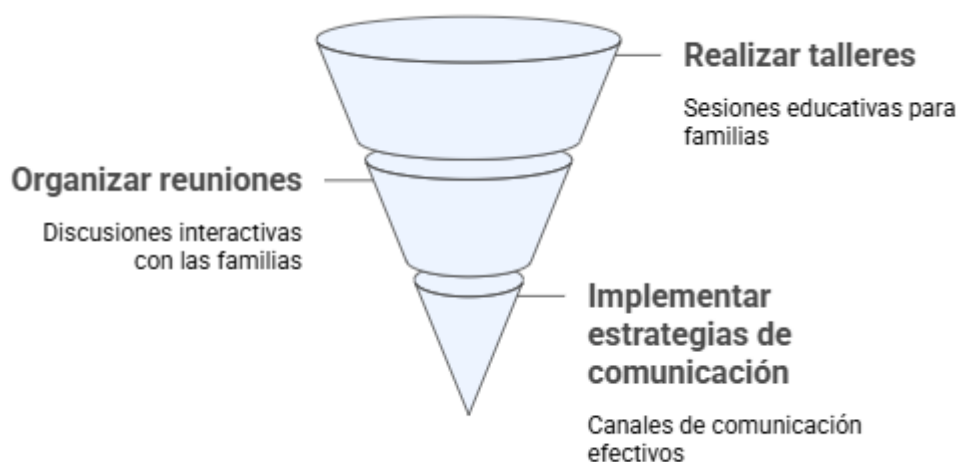 Realizar talleres
Sesiones educativas para
familias
Organizar reuniones
Discusiones interactivas
con las familias
Implementar
estrategias de
comunicación
Canales de comunicación
efectivos